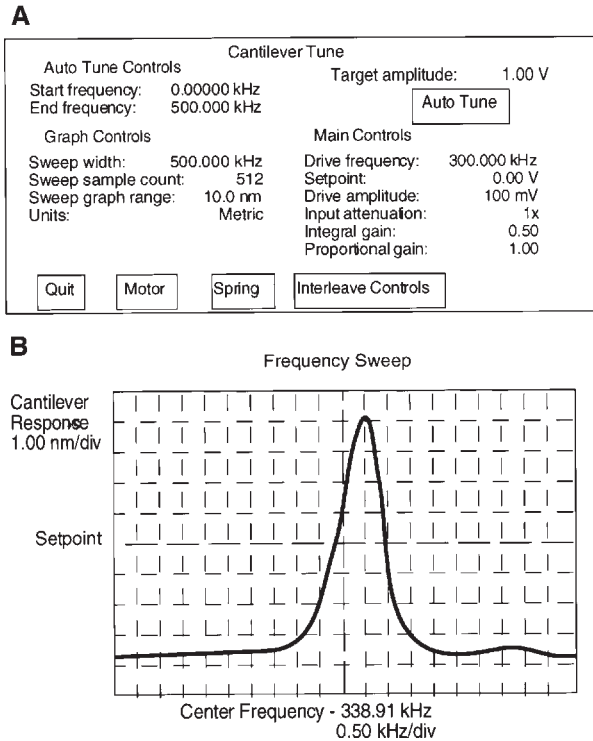 A
Cantilever Tune
Auto Tune Controls
Start frequency: 0.00000 kHz
End frequency: 500.000 kHz
Target amplitude: 1.00 V
Auto Tune
Graph Controls
Sweep width: 500.000 kHz
Sweep sample count: 512
Sweep graph range: 10.0 nm
Units: Metric
Main Controls
Drive frequency: 300.000 kHz
Setpoint: 0.00 V
Drive amplitude: 100 mV
Input attenuation: 1x
Integral gain: 0.50
Proportional gain: 1.00
Quit
Motor
Spring
Interleave Controls
B
Frequency Sweep
Cantilever
Response
1.00 nm/div
Setpoint
Center Frequency - 338.91 kHz
0.50 kHz/div